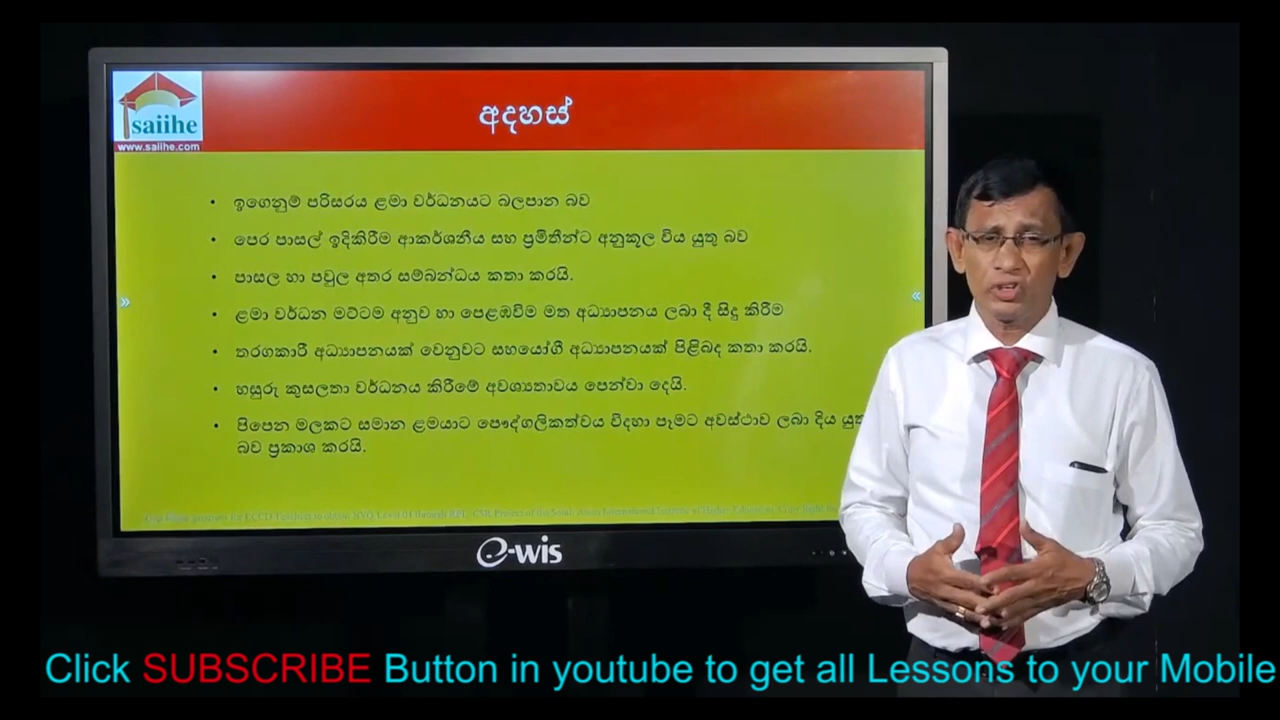 saiihe
www.saiihe.com
අදහස්
• ඉගෙනුම් පරිසරය ළමා වර්ධනයට බලපාන බව
• පෙර පාසල් ඉදිකිරීම ආකර්ශනීය සහ ප්‍රමිතීන්ට අනුකූල විය යුතු බව
• පාසල හා පවුල අතර සම්බන්ධය කතා කරයි.
• ළමා වර්ධන මට්ටම අනුව හා පෙළඹවීම මත අධ්‍යාපනය ලබා දී සිදු කිරීම
• තරගකාරී අධ්‍යාපනයක් වෙනුවට සහයෝගී අධ්‍යාපනයක් පිළිබද කතා කරයි.
• හසුරු කුසලතා වර්ධනය කිරීමේ අවශ්‍යතාවය පෙන්වා දෙයි.
• පිපෙන මලකට සමාන ළමයාට පෞද්ගලිකත්වය විදහා පෑමට අවස්ථාව ලබා දිය යුතු
බව ප්‍රකාශ කරයි.
e-wis
Click SUBSCRIBE Button in youtube to get all Lessons to your Mobile